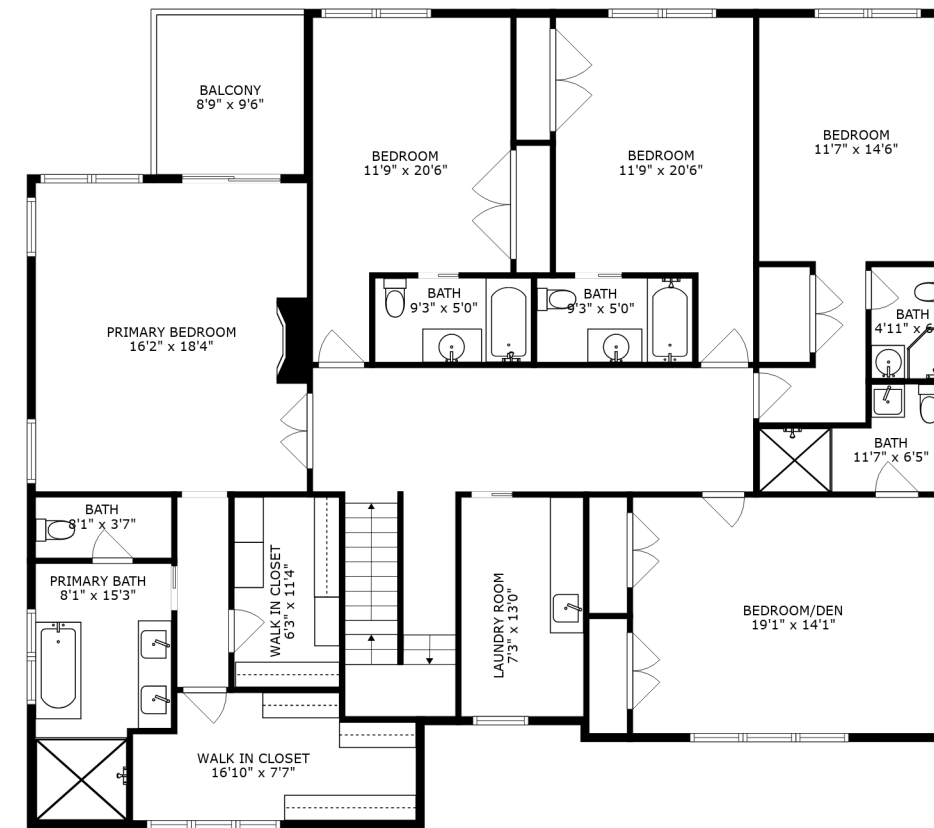 BALCONY
8'9" x 9'6"
BEDROOM
11'9" x 20'6"
BEDROOM
11'9" x 20'6"
BEDROOM
11'7" x 14'6"
PRIMARY BEDROOM
16'2" x 18'4"
BATH
9'3" x 5'0"
BATH
9'3" x 5'0"
BATH
4'11" x 6
BATH
11'7" x 6'5"
BATH
8'1" x 3'7"
PRIMARY BATH
8'1" x 15'3"
WALK IN CLOSET
6'3" x 11'4"
LAUNDRY ROOM
7'3" x 13'0"
BEDROOM/DEN
19'1" x 14'1"
WALK IN CLOSET
16'10" x 7'7"